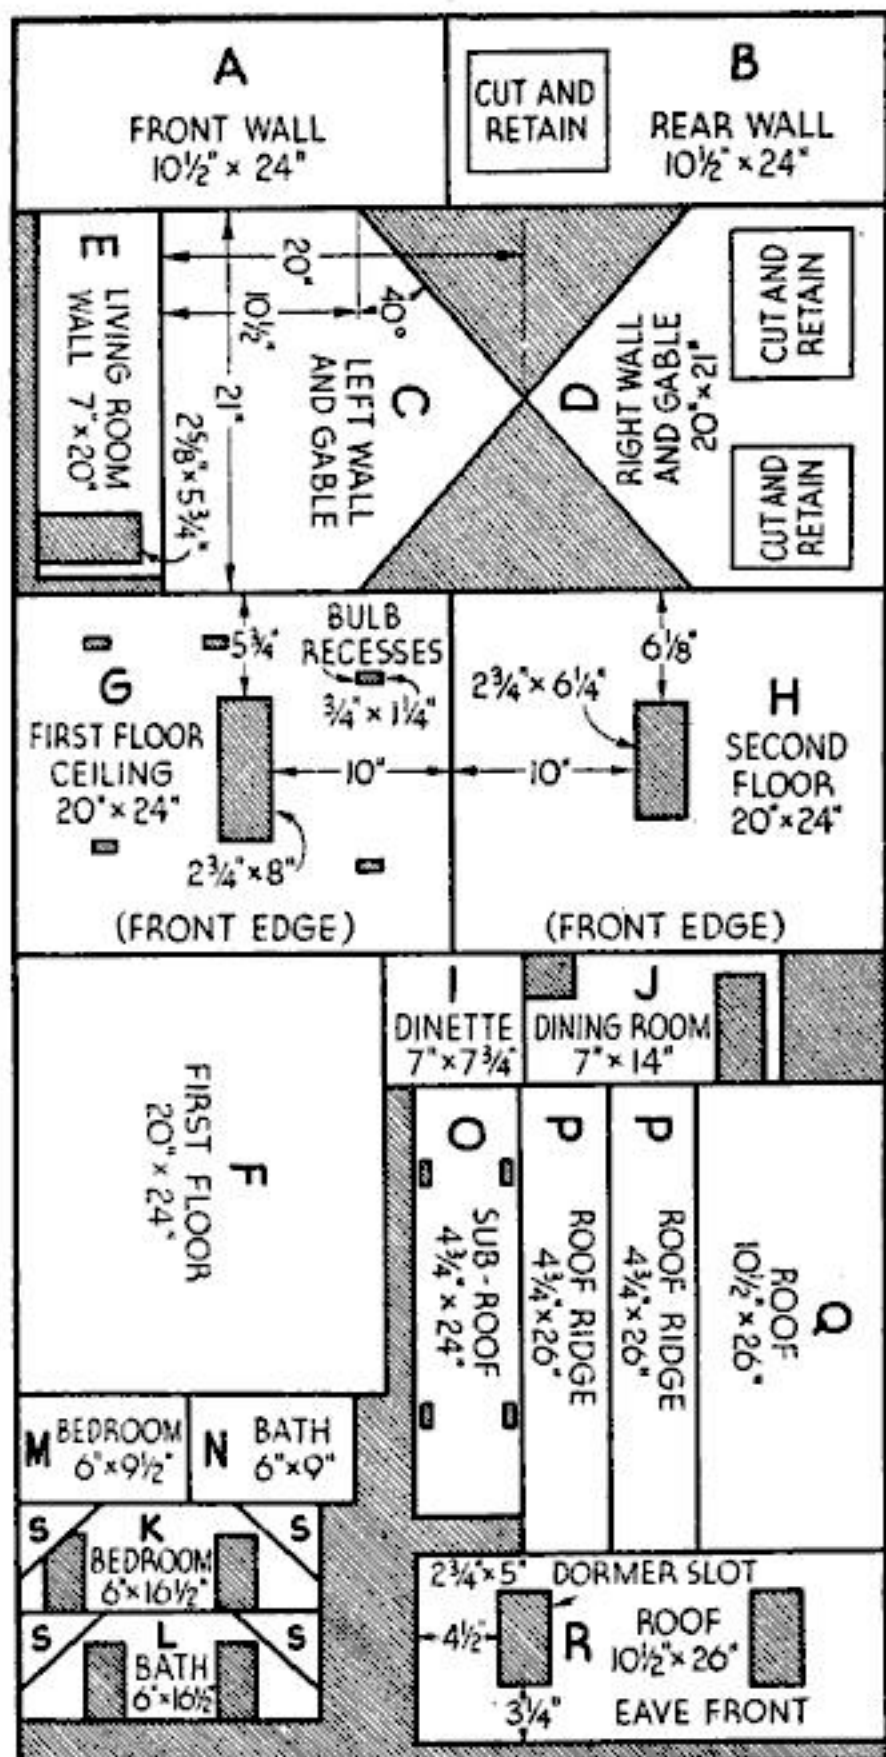 A
FRONT WALL
10½" × 24"
B
CUT AND
RETAIN
REAR WALL
10½" × 24"
E
LIVING ROOM
WALL 7" × 20"
2⅝" × 5¾"
20"
10½"
40°
21"
C
LEFT WALL
AND GABLE
D
RIGHT WALL
AND GABLE
20" × 21"
CUT AND
RETAIN
CUT AND
RETAIN
G
FIRST FLOOR
CEILING
20" × 24"
5¾"
BULB
RECESSES
¾" × 1¼"
10"
2¾" × 8"
(FRONT EDGE)
H
SECOND
FLOOR
20" × 24"
6⅛"
2¾" × 6¼"
10"
(FRONT EDGE)
F
FIRST FLOOR
20" × 24"
I
DINETTE
7" × 7¾"
J
DINING ROOM
7" × 14"
O
SUB-ROOF
4¾" × 24"
P
ROOF RIDGE
4¾" × 26"
P
ROOF RIDGE
4¾" × 26"
Q
ROOF
10½" × 26"
M BEDROOM
6" × 9½"
N BATH
6" × 9"
S K S
BEDROOM
6" × 16½"
S L S
BATH
6" × 16½"
2¾" × 5" DORMER SLOT
4½"
R ROOF
10½" × 26"
3¼"
EAVE FRONT